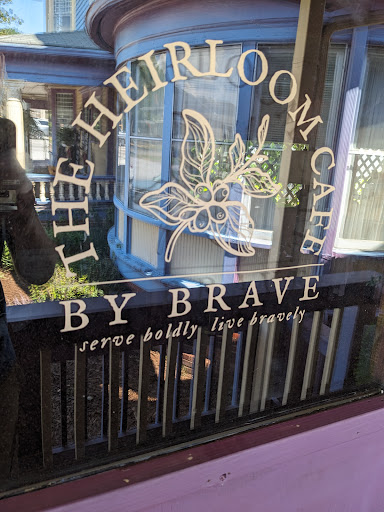 THE HEIRLOOM CAFE
BY BRAVE
serve boldly live bravely